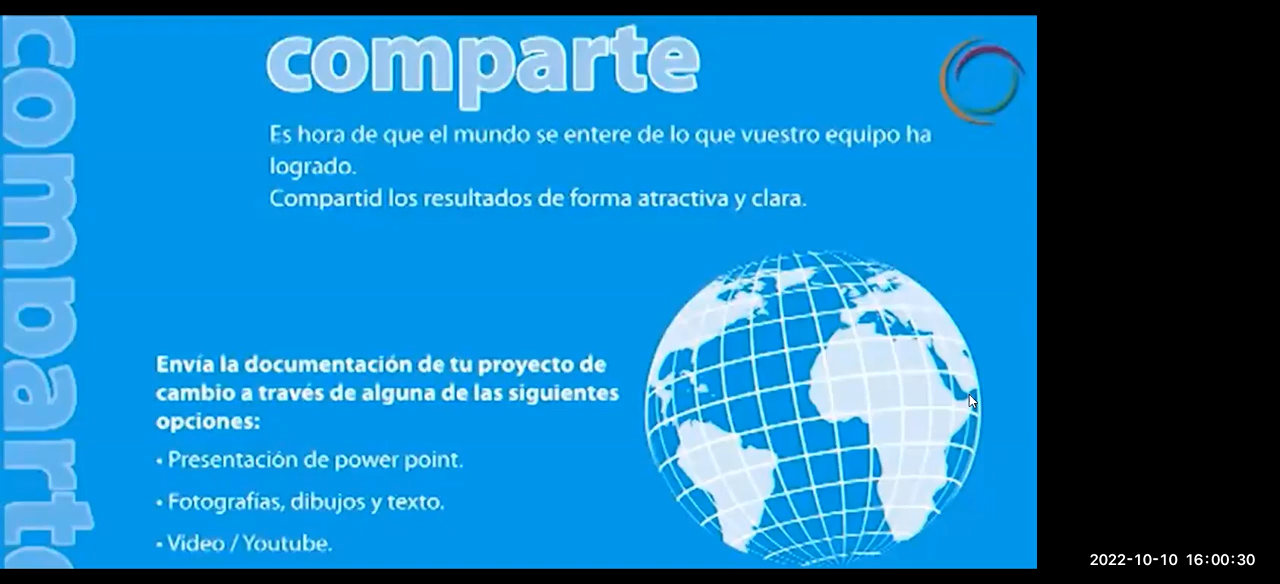 comparte
comparte
Es hora de que el mundo se entere de lo que vuestro equipo ha
logrado.
Compartid los resultados de forma atractiva y clara.
Envía la documentación de tu proyecto de
cambio a través de alguna de las siguientes
opciones:
• Presentación de power point.
• Fotografías, dibujos y texto.
• Video / Youtube.
2022-10-10 16:00:30